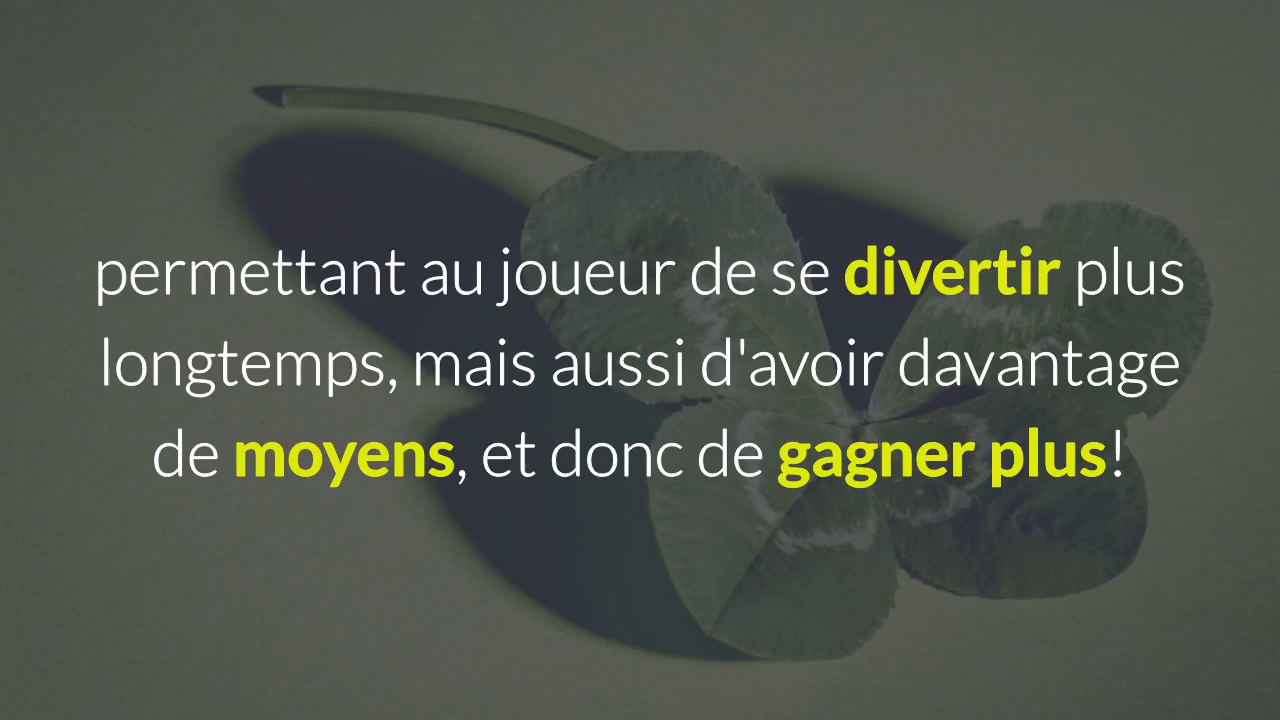 permettant au joueur de se divertir plus
longtemps, mais aussi d'avoir davantage
de moyens, et donc de gagner plus!